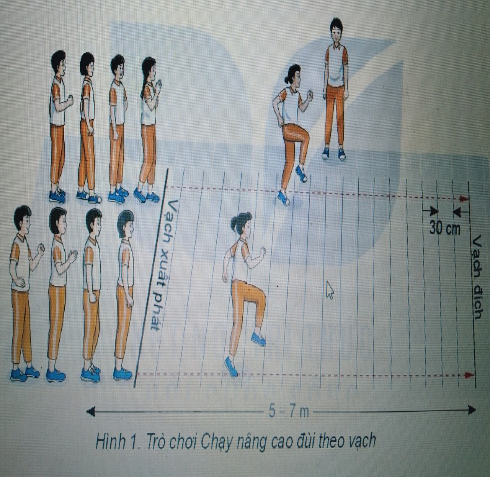 Vạch xuất phát
30 cm
Vạch đích
5 - 7 m
Hình 1. Trò chơi Chạy nâng cao đùi theo vạch